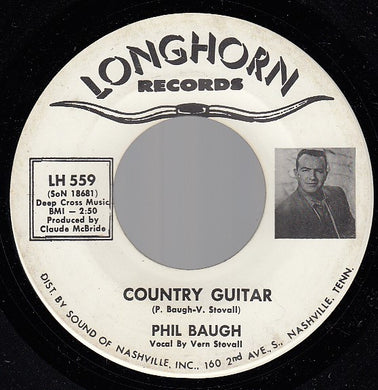 LONGHORN
RECORDS
LH 559
(SoN 18681)
Deep Cross Music
BMI - 2:50
Produced by
Claude McBride
COUNTRY GUITAR
(P. Baugh-V. Stovall)
PHIL BAUGH
Vocal By Vern Stovall
DIST. BY SOUND OF NASHVILLE, INC., 160 2nd AVE., S., NASHVILLE, TENN.